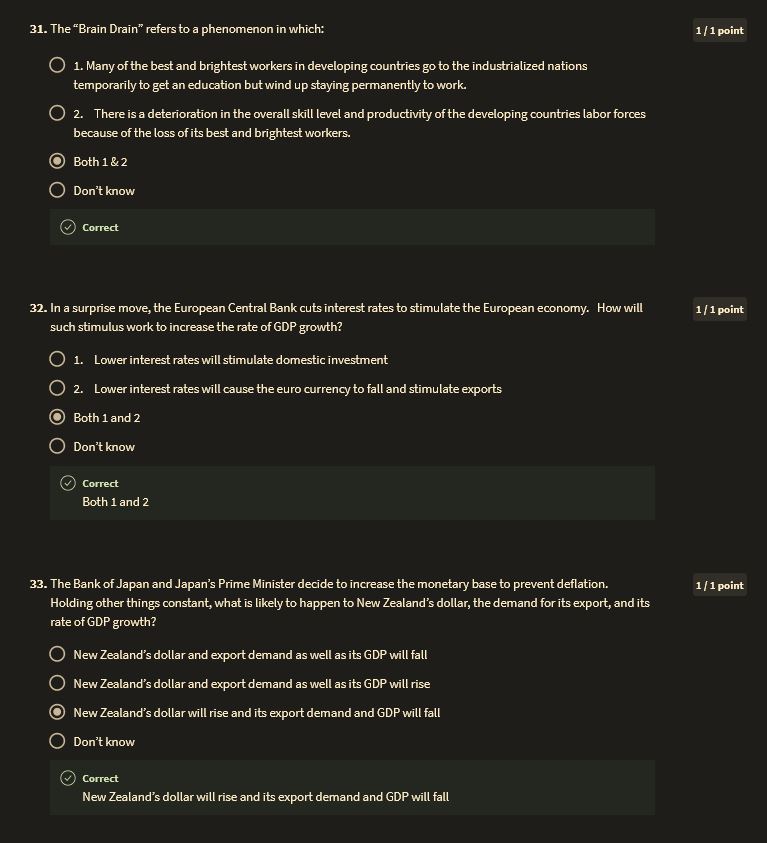 31. The “Brain Drain” refers to a phenomenon in which:
1 / 1 point
1. Many of the best and brightest workers in developing countries go to the industrialized nations
temporarily to get an education but wind up staying permanently to work.
2. There is a deterioration in the overall skill level and productivity of the developing countries labor forces
because of the loss of its best and brightest workers.
Both 1 & 2
Don’t know
Correct
32. In a surprise move, the European Central Bank cuts interest rates to stimulate the European economy. How will
1 / 1 point
such stimulus work to increase the rate of GDP growth?
1. Lower interest rates will stimulate domestic investment
2. Lower interest rates will cause the euro currency to fall and stimulate exports
Both 1 and 2
Don’t know
Correct
Both 1 and 2
33. The Bank of Japan and Japan’s Prime Minister decide to increase the monetary base to prevent deflation.
1 / 1 point
Holding other things constant, what is likely to happen to New Zealand’s dollar, the demand for its export, and its
rate of GDP growth?
New Zealand’s dollar and export demand as well as its GDP will fall
New Zealand’s dollar and export demand as well as its GDP will rise
New Zealand’s dollar will rise and its export demand and GDP will fall
Don’t know
Correct
New Zealand’s dollar will rise and its export demand and GDP will fall